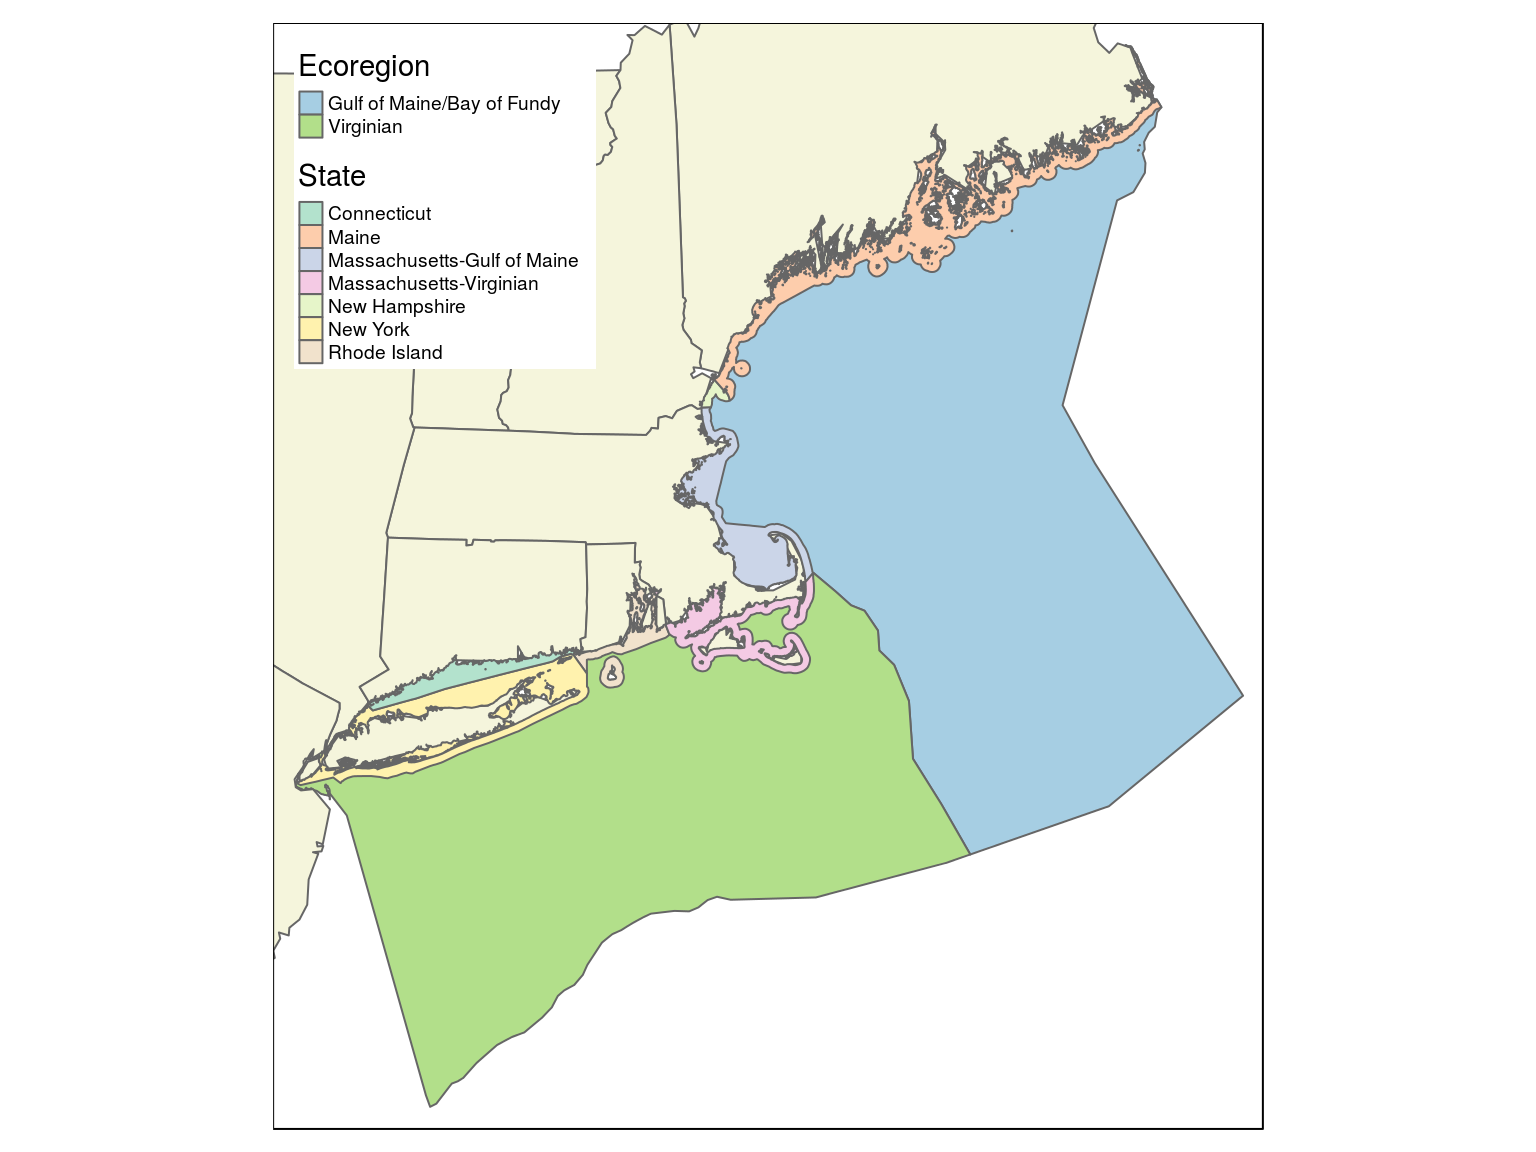 Ecoregion
Gulf of Maine/Bay of Fundy
Virginian
State
Connecticut
Maine
Massachusetts-Gulf of Maine
Massachusetts-Virginian
New Hampshire
New York
Rhode Island